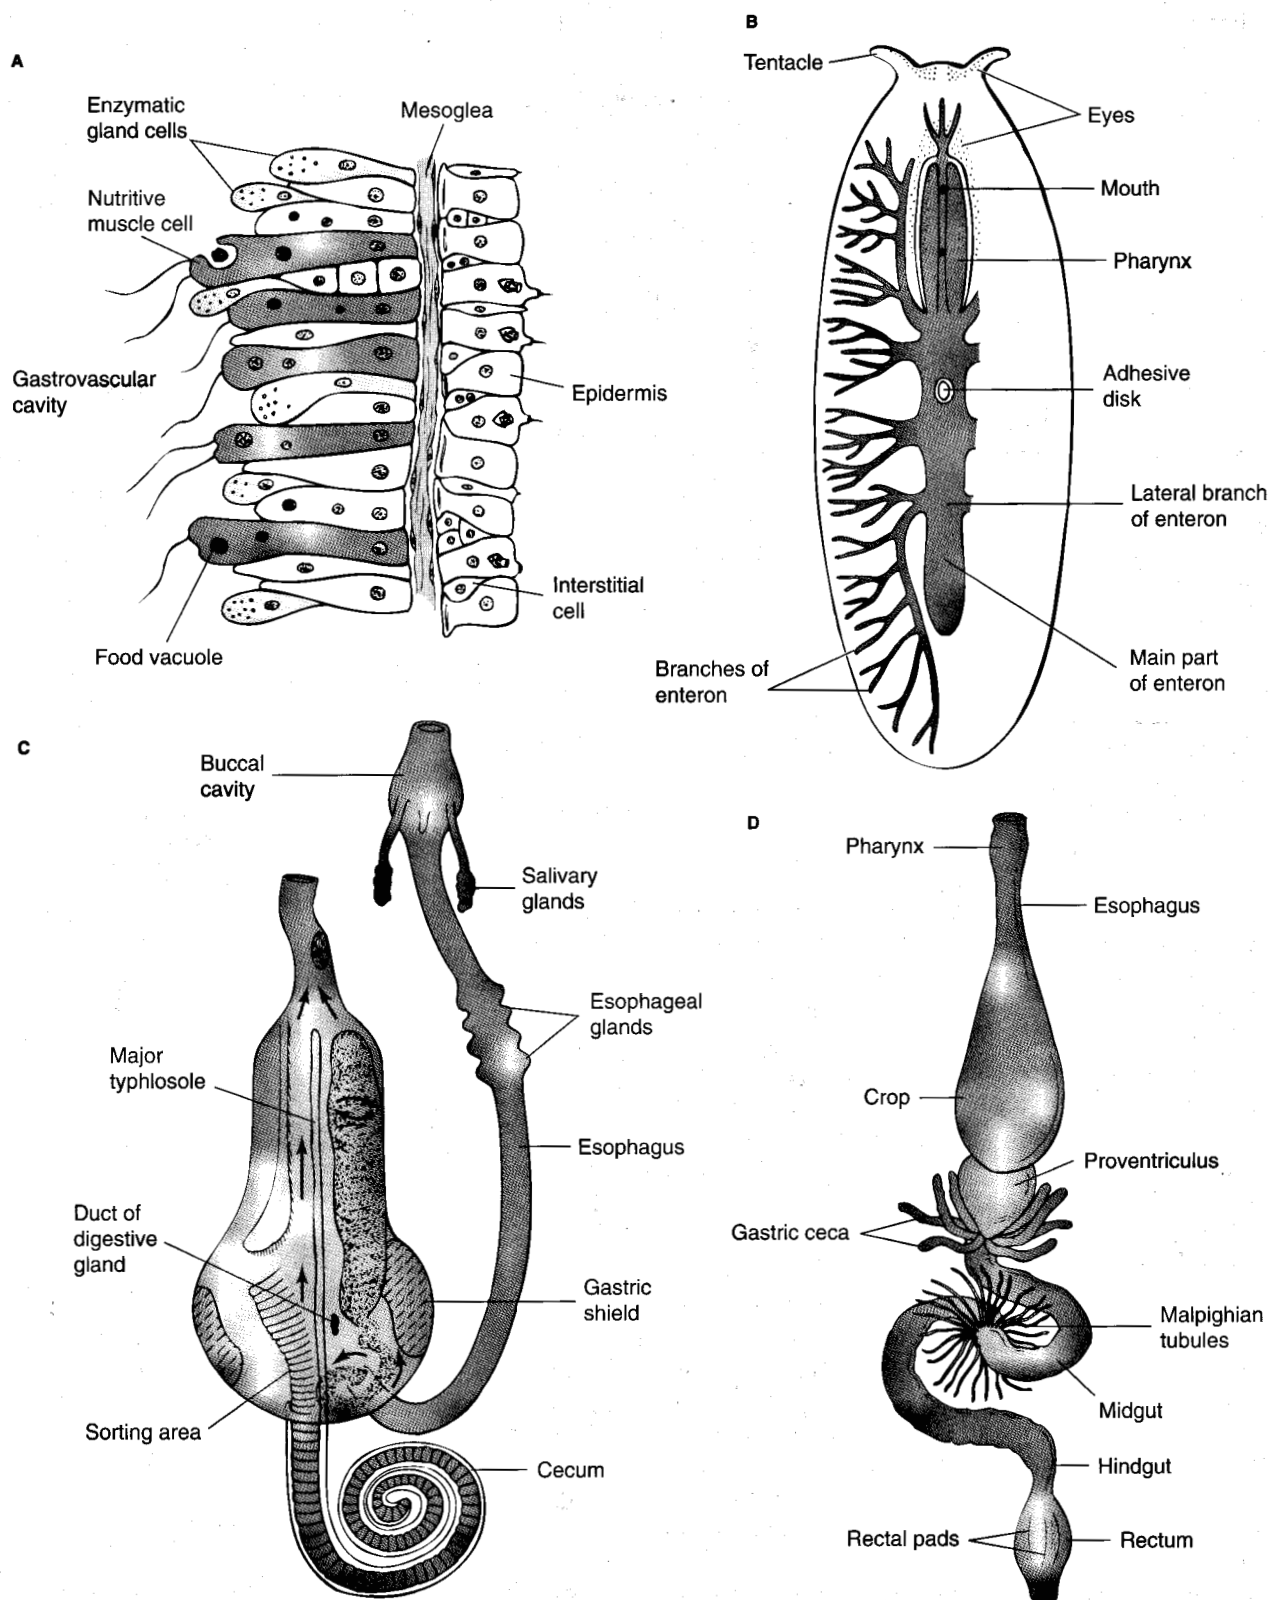 A
Enzymatic
gland cells
Mesoglea
Nutritive
muscle cell
Gastrovascular
cavity
Epidermis
Interstitial
cell
Food vacuole
B
Tentacle
Eyes
Mouth
Pharynx
Adhesive
disk
Lateral branch
of enteron
Branches of
enteron
Main part
of enteron
C
Buccal
cavity
Salivary
glands
Esophageal
glands
Major
typhlosole
Esophagus
Duct of
digestive
gland
Gastric
shield
Sorting area
Cecum
D
Pharynx
Esophagus
Crop
Proventriculus
Gastric ceca
Malpighian
tubules
Midgut
Hindgut
Rectal pads
Rectum